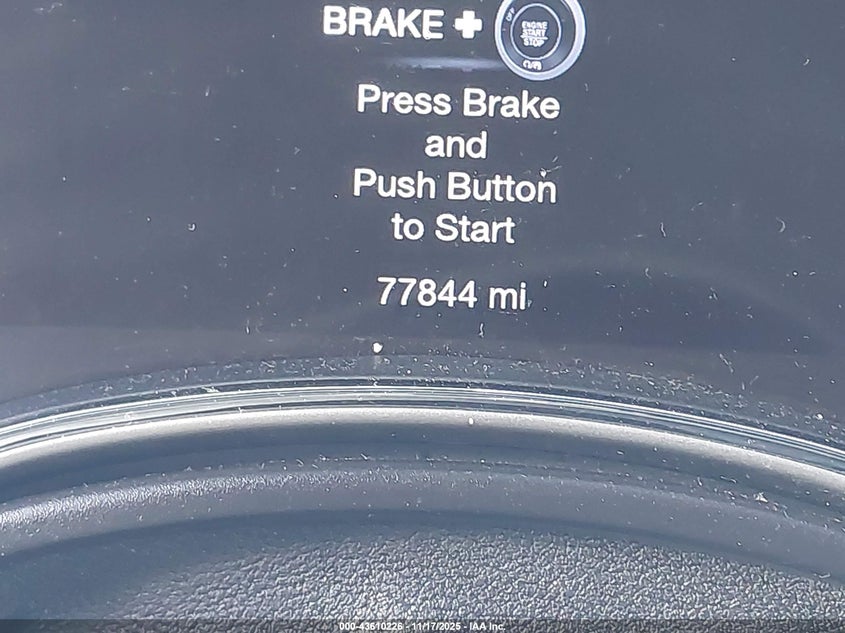 BRAKE +
OFF
ENGINE
START
STOP
Press Brake
and
Push Button
to Start
77844 mi
000-43610226 - 11/17/2025 - IAA Inc.